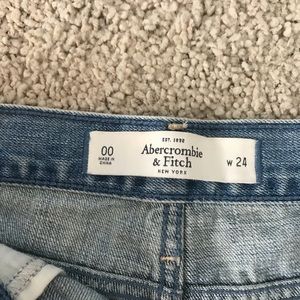 00
MADE IN
CHINA
EST. 1892
Abercrombie
& Fitch
NEW YORK
W 24